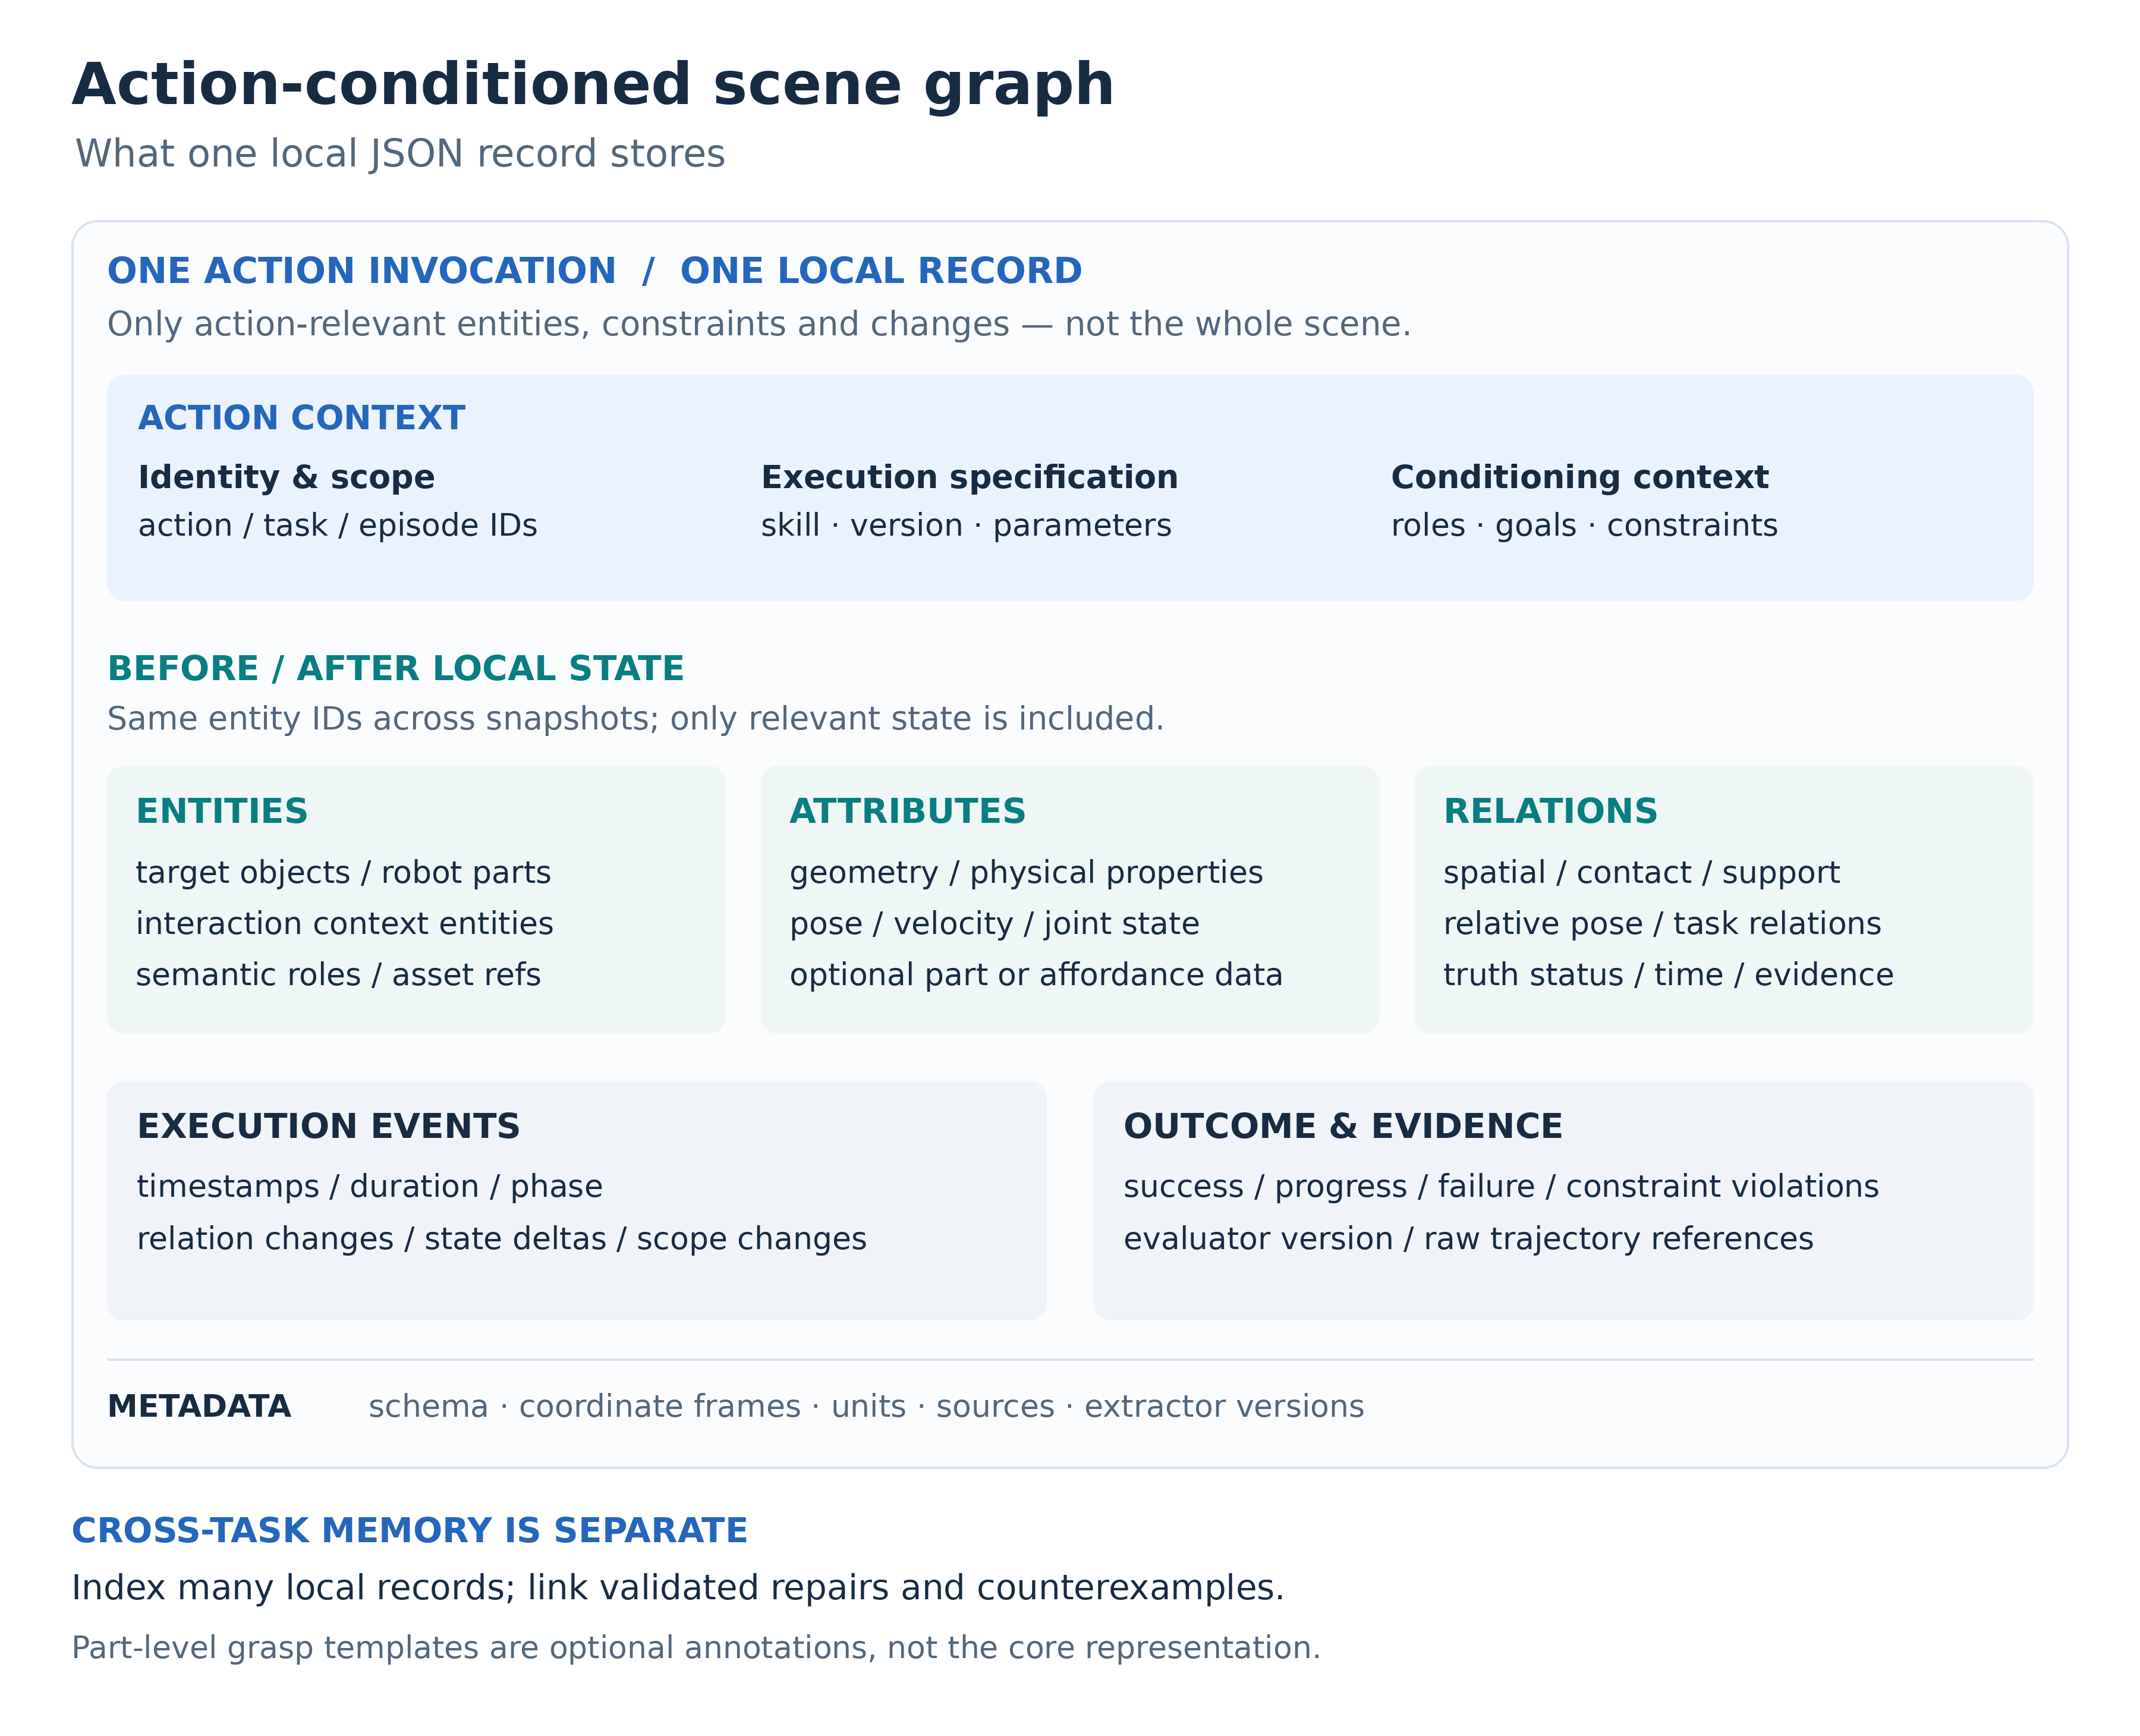 Action-conditioned scene graph
What one local JSON record stores
ONE ACTION INVOCATION / ONE LOCAL RECORD
Only action-relevant entities, constraints and changes — not the whole scene.
ACTION CONTEXT
Identity & scope
action / task / episode IDs
Execution specification
skill · version · parameters
Conditioning context
roles · goals · constraints
BEFORE / AFTER LOCAL STATE
Same entity IDs across snapshots; only relevant state is included.
ENTITIES
target objects / robot parts
interaction context entities
semantic roles / asset refs
ATTRIBUTES
geometry / physical properties
pose / velocity / joint state
optional part or affordance data
RELATIONS
spatial / contact / support
relative pose / task relations
truth status / time / evidence
EXECUTION EVENTS
timestamps / duration / phase
relation changes / state deltas / scope changes
OUTCOME & EVIDENCE
success / progress / failure / constraint violations
evaluator version / raw trajectory references
METADATA schema · coordinate frames · units · sources · extractor versions
CROSS-TASK MEMORY IS SEPARATE
Index many local records; link validated repairs and counterexamples.
Part-level grasp templates are optional annotations, not the core representation.